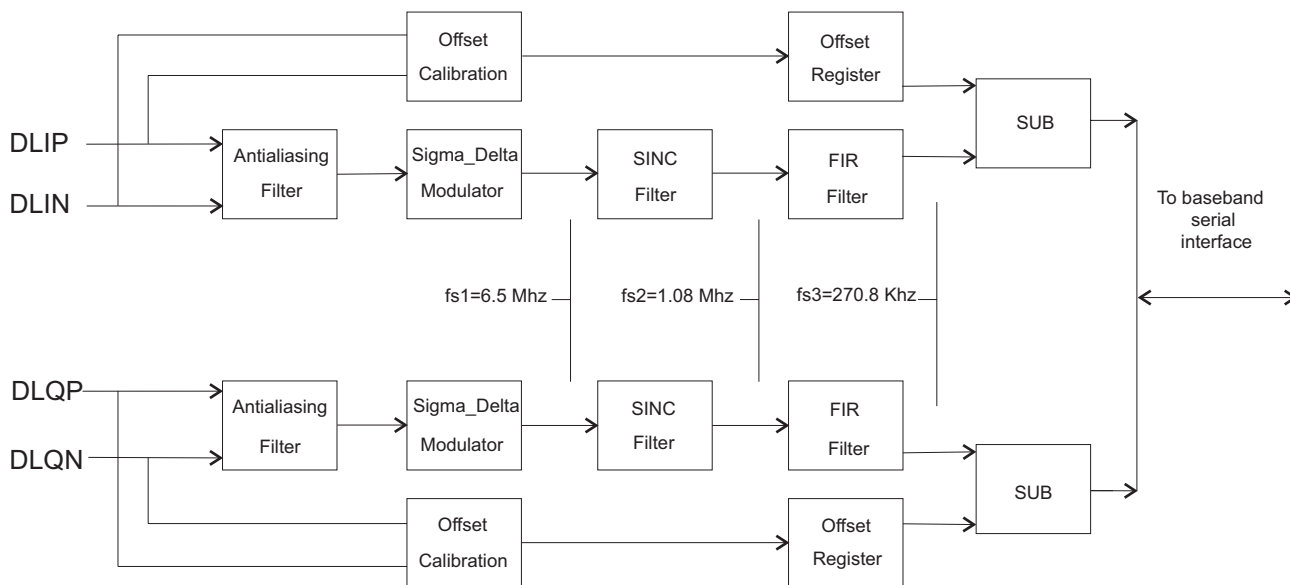 Offset
Calibration
Offset
Register
SUB
DLIP
DLIN
Antialiasing
Filter
Sigma_Delta
Modulator
SINC
Filter
FIR
Filter
To baseband
serial
interface
fs1=6.5 Mhz
fs2=1.08 Mhz
fs3=270.8 Khz
DLQP
DLQN
Antialiasing
Filter
Sigma_Delta
Modulator
SINC
Filter
FIR
Filter
SUB
Offset
Calibration
Offset
Register